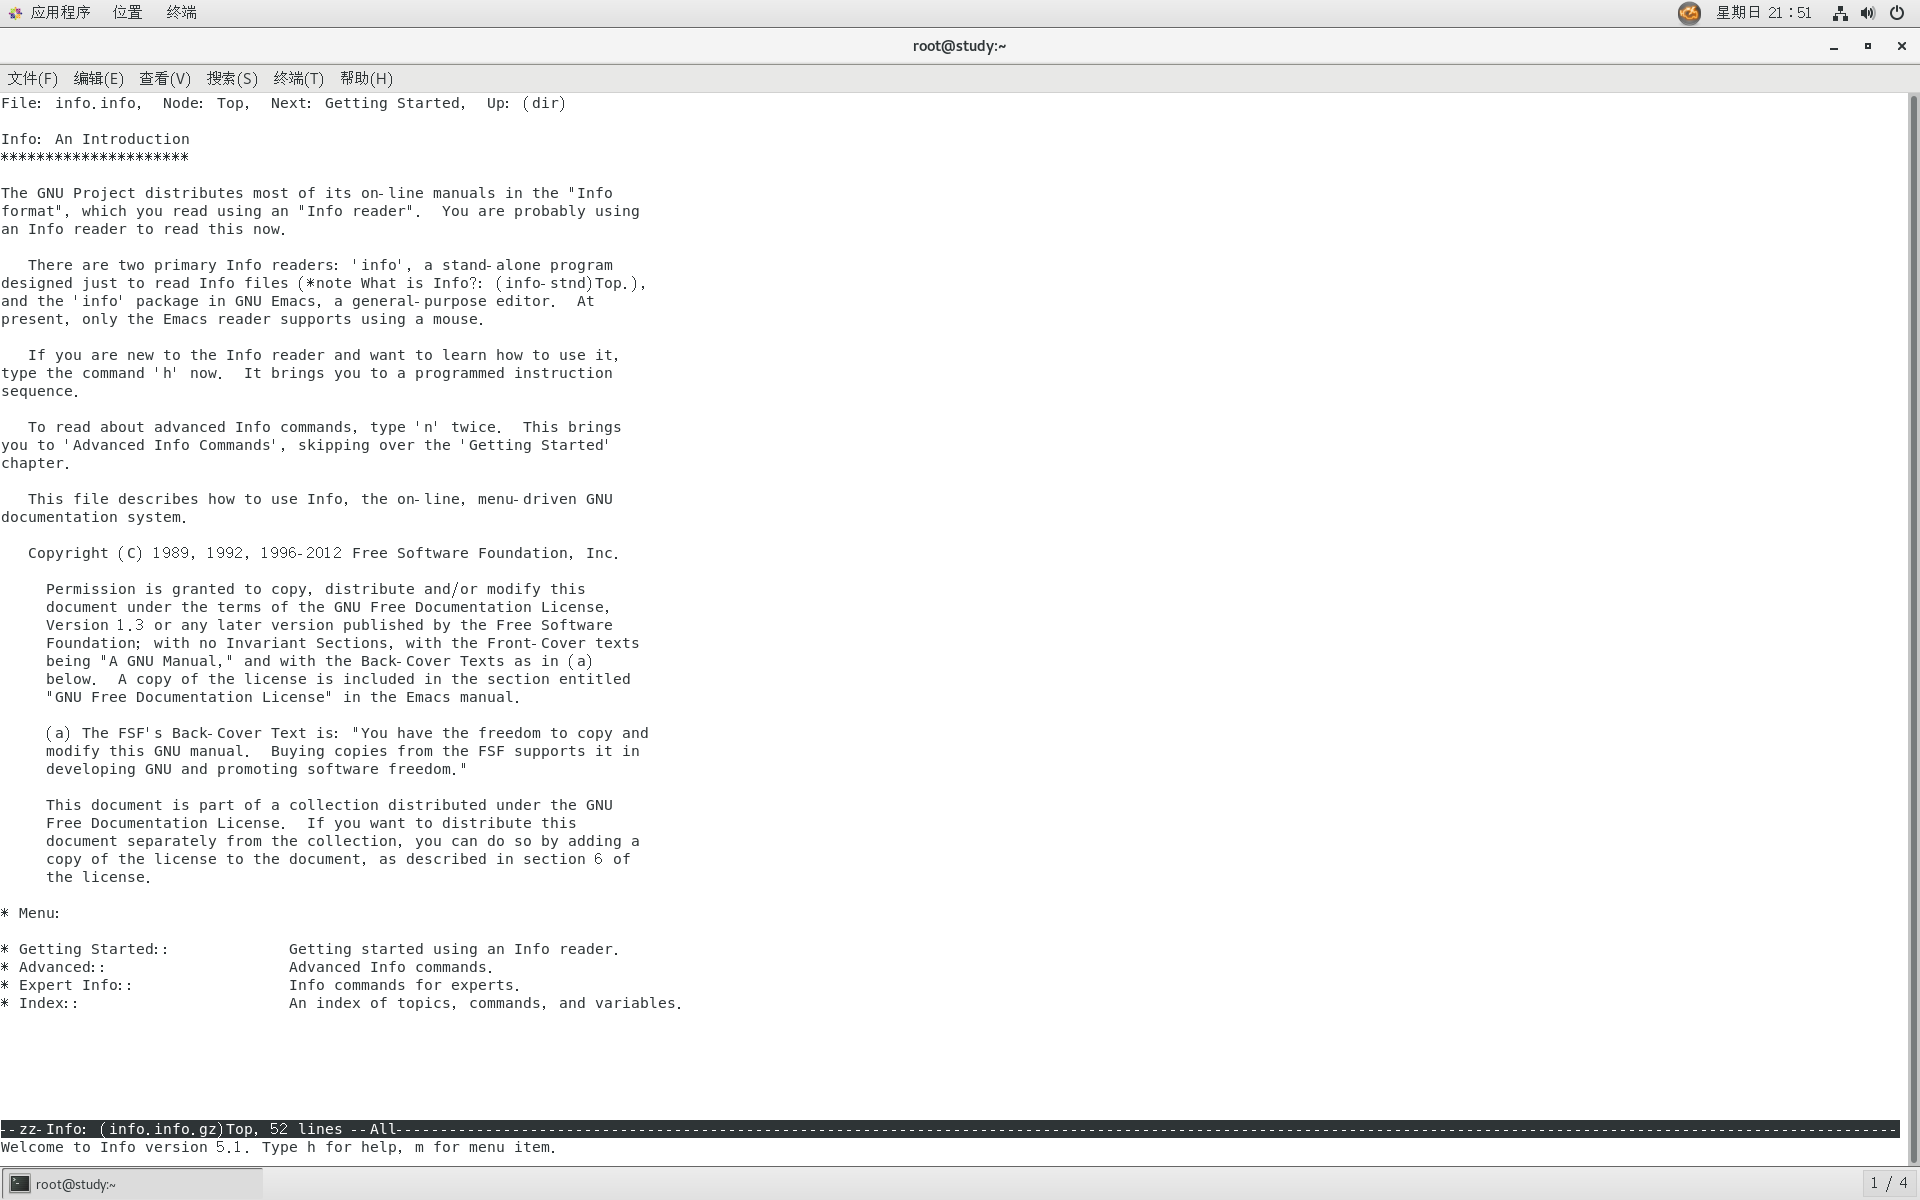 应用程序 位置 终端 星期日 21：51
root@study:~
文件(F) 编辑(E) 查看(V) 搜索(S) 终端(T) 帮助(H)
File: info.info,  Node: Top,  Next: Getting Started,  Up: (dir)
Info: An Introduction
*********************
The GNU Project distributes most of its on-line manuals in the "Info
format", which you read using an "Info reader".  You are probably using
an Info reader to read this now.
There are two primary Info readers: 'info', a stand-alone program
designed just to read Info files (*note What is Info?: (info-stnd)Top.),
and the 'info' package in GNU Emacs, a general-purpose editor.  At
present, only the Emacs reader supports using a mouse.
If you are new to the Info reader and want to learn how to use it,
type the command 'h' now.  It brings you to a programmed instruction
sequence.
To read about advanced Info commands, type 'n' twice.  This brings
you to 'Advanced Info Commands', skipping over the 'Getting Started'
chapter.
This file describes how to use Info, the on-line, menu-driven GNU
documentation system.
Copyright (C) 1989, 1992, 1996-2012 Free Software Foundation, Inc.
Permission is granted to copy, distribute and/or modify this
document under the terms of the GNU Free Documentation License,
Version 1.3 or any later version published by the Free Software
Foundation; with no Invariant Sections, with the Front-Cover texts
being "A GNU Manual," and with the Back-Cover Texts as in (a)
below.  A copy of the license is included in the section entitled
"GNU Free Documentation License" in the Emacs manual.
(a) The FSF's Back-Cover Text is: "You have the freedom to copy and
modify this GNU manual.  Buying copies from the FSF supports it in
developing GNU and promoting software freedom."
This document is part of a collection distributed under the GNU
Free Documentation License.  If you want to distribute this
document separately from the collection, you can do so by adding a
copy of the license to the document, as described in section 6 of
the license.
* Menu:
* Getting Started::             Getting started using an Info reader.
* Advanced::                    Advanced Info commands.
* Expert Info::                 Info commands for experts.
* Index::                       An index of topics, commands, and variables.
--zz-Info: (info.info.gz)Top, 52 lines --All-----------------------------------------------------------------------------------------------------------------------------------------------------------------------
Welcome to Info version 5.1. Type h for help, m for menu item.
root@study:~ 1 / 4